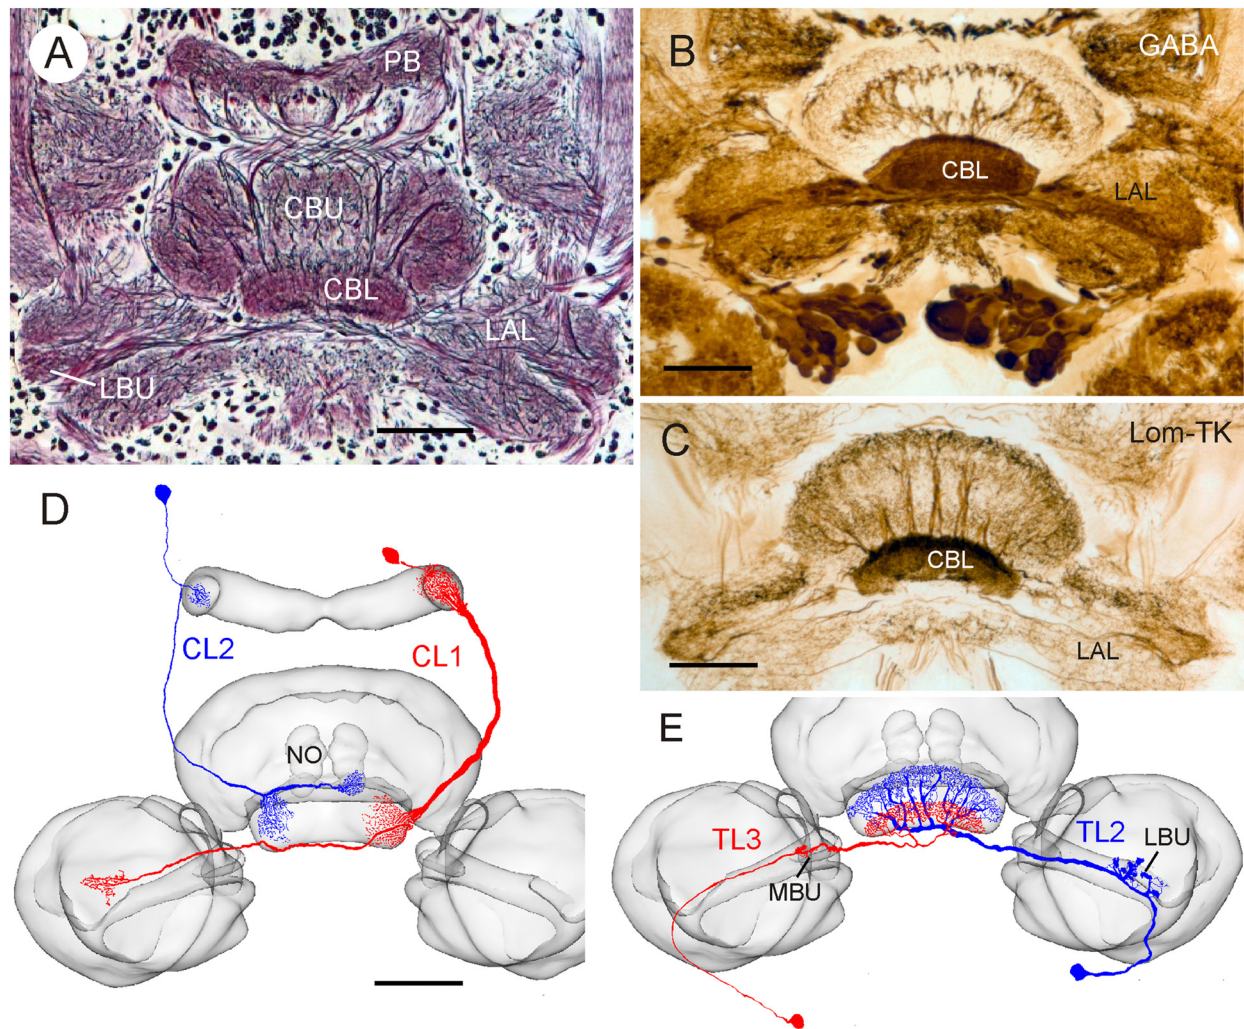 A
PB
CBU
CBL
LAL
LBU
B
GABA
CBL
LAL
C
Lom-TK
CBL
LAL
D
CL2
CL1
NO
E
TL3
TL2
LBU
MBU